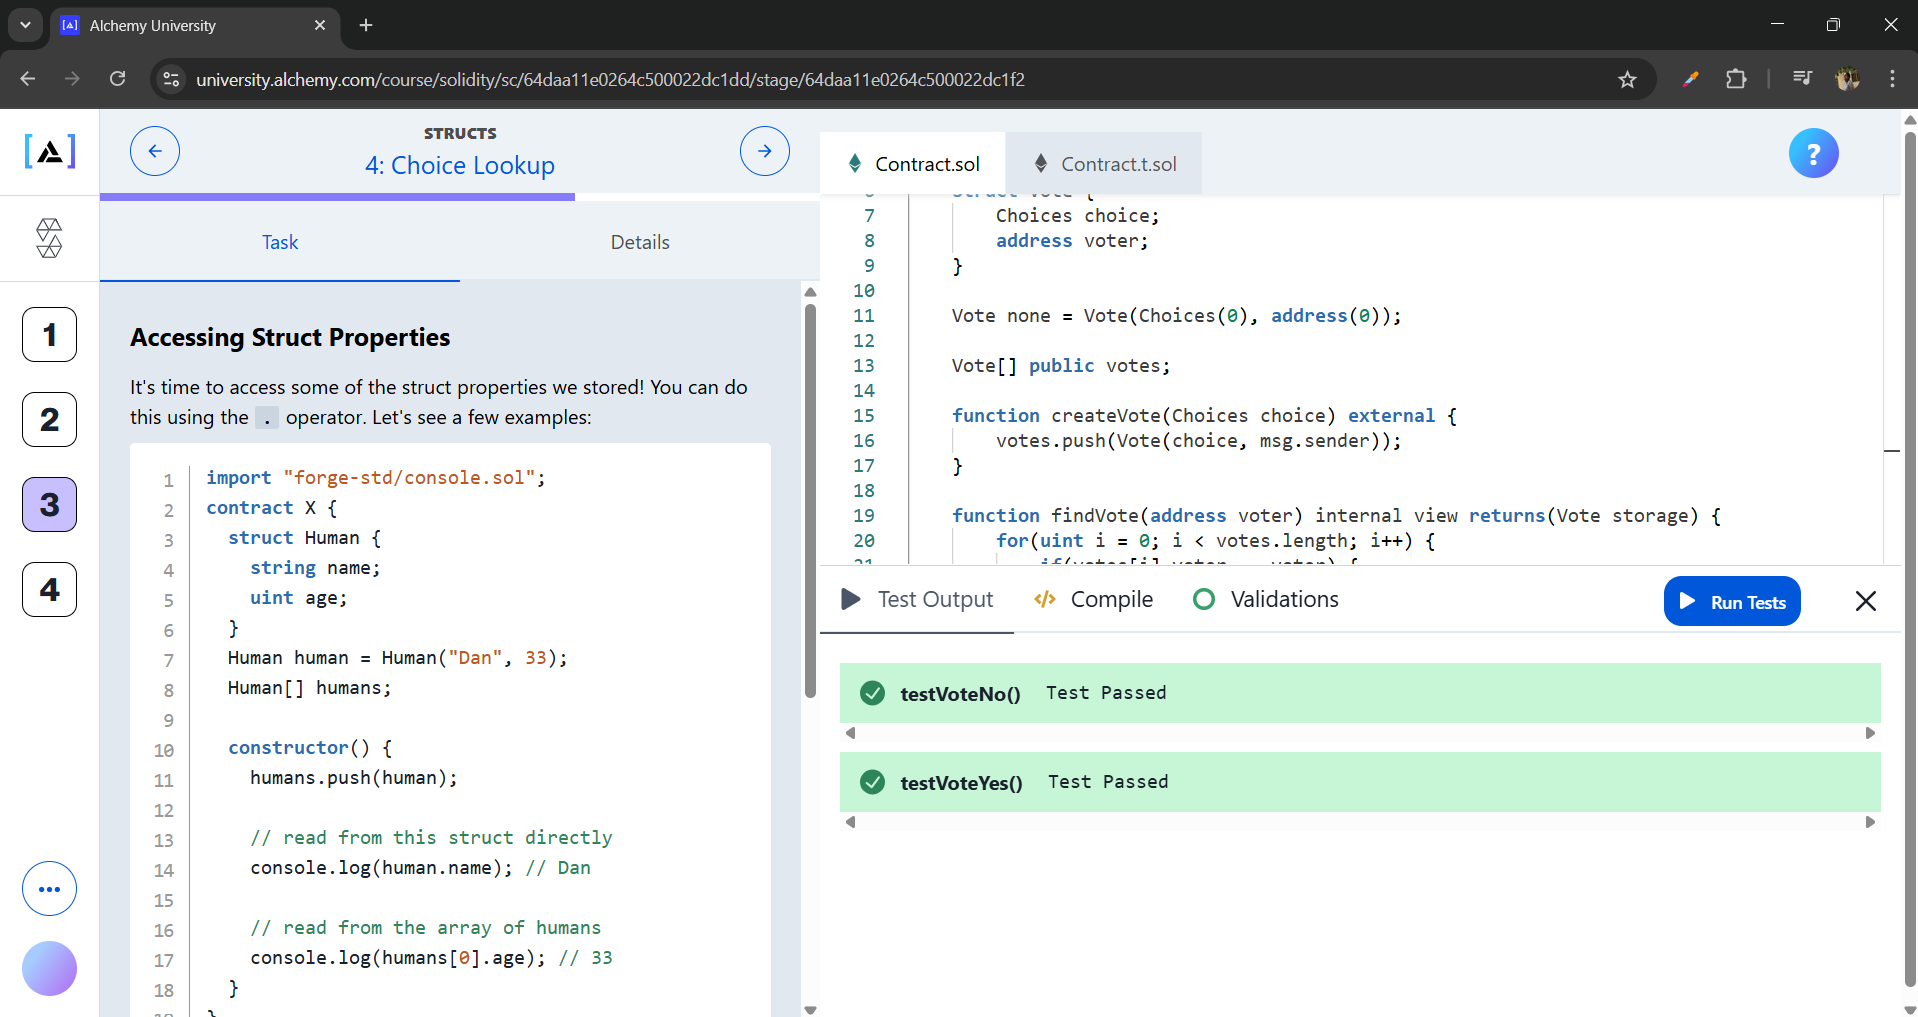 Alchemy University
university.alchemy.com/course/solidity/sc/64daa11e0264c500022dc1dd/stage/64daa11e0264c500022dc1f2
STRUCTS
4: Choice Lookup
Task
Details
1
2
3
4
Accessing Struct Properties
It's time to access some of the struct properties we stored! You can do
this using the . operator. Let's see a few examples:
1 import "forge-std/console.sol";
2 contract X {
3 struct Human {
4 string name;
5 uint age;
6 }
7 Human human = Human("Dan", 33);
8 Human[] humans;
9
10 constructor() {
11 humans.push(human);
12
13 // read from this struct directly
14 console.log(human.name); // Dan
15
16 // read from the array of humans
17 console.log(humans[0].age); // 33
18 }
Contract.sol
Contract.t.sol
?
7 Choices choice;
8 address voter;
9 }
10
11 Vote none = Vote(Choices(0), address(0));
12
13 Vote[] public votes;
14
15 function createVote(Choices choice) external {
16 votes.push(Vote(choice, msg.sender));
17 }
18
19 function findVote(address voter) internal view returns(Vote storage) {
20 for(uint i = 0; i < votes.length; i++) {
Test Output
</> Compile
Validations
Run Tests
testVoteNo() Test Passed
testVoteYes() Test Passed